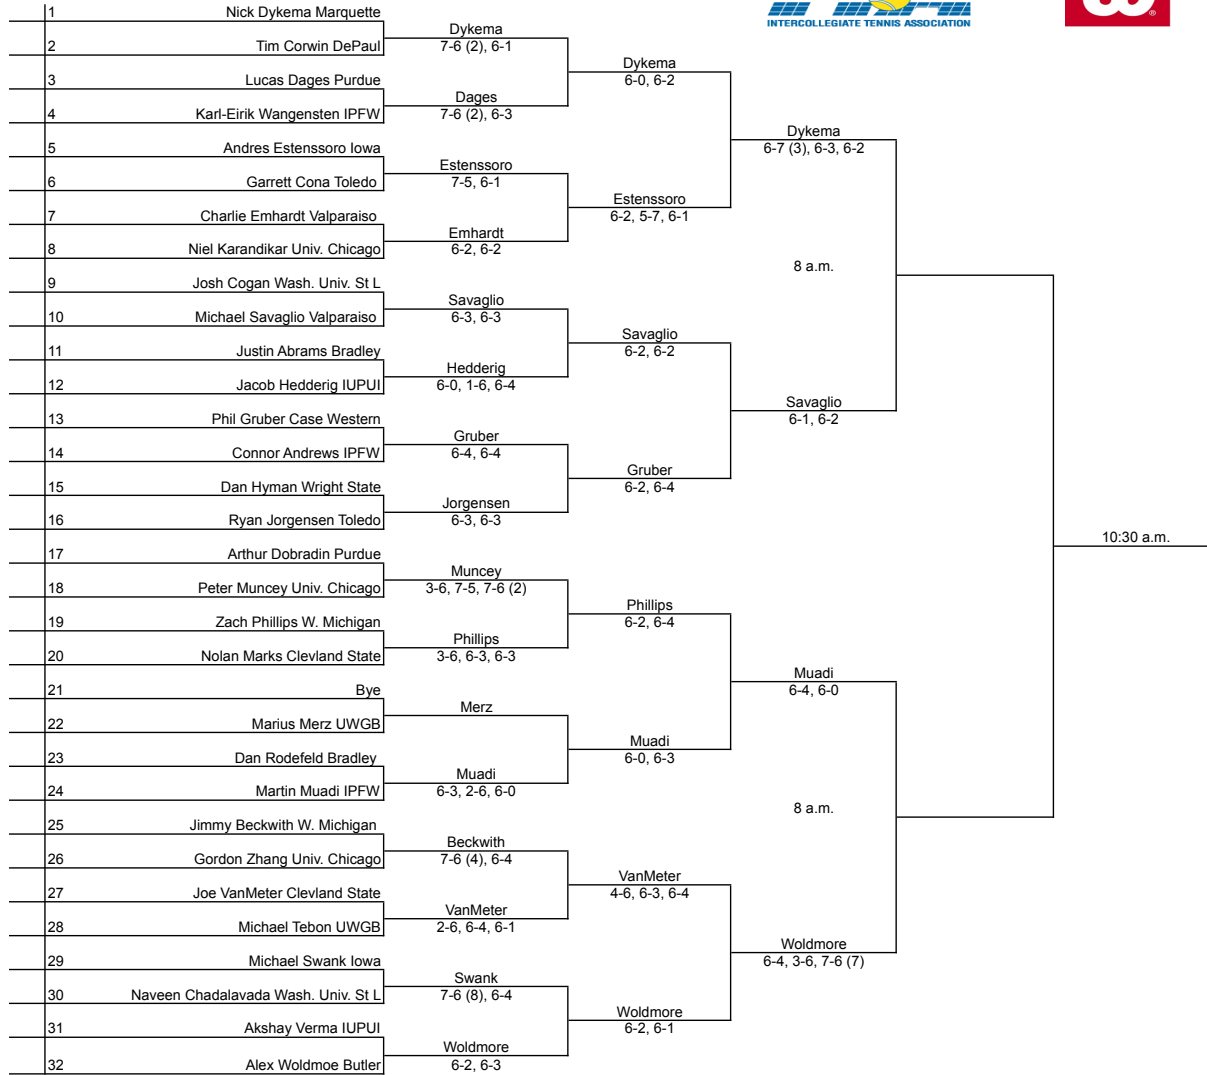 INTERCOLLEGIATE TENNIS ASSOCIATION
®
1 Nick Dykema Marquette
Dykema
2 Tim Corwin DePaul
7-6 (2), 6-1
Dykema
3 Lucas Dages Purdue
6-0, 6-2
Dages
4 Karl-Eirik Wangensten IPFW
7-6 (2), 6-3
Dykema
5 Andres Estenssoro Iowa
6-7 (3), 6-3, 6-2
Estenssoro
6 Garrett Cona Toledo
7-5, 6-1
Estenssoro
7 Charlie Emhardt Valparaiso
6-2, 5-7, 6-1
Emhardt
8 Niel Karandikar Univ. Chicago
6-2, 6-2
8 a.m.
9 Josh Cogan Wash. Univ. St L
Savaglio
10 Michael Savaglio Valparaiso
6-3, 6-3
Savaglio
11 Justin Abrams Bradley
6-2, 6-2
Hedderig
12 Jacob Hedderig IUPUI
6-0, 1-6, 6-4
Savaglio
13 Phil Gruber Case Western
6-1, 6-2
Gruber
14 Connor Andrews IPFW
6-4, 6-4
Gruber
15 Dan Hyman Wright State
6-2, 6-4
Jorgensen
16 Ryan Jorgensen Toledo
6-3, 6-3
10:30 a.m.
17 Arthur Dobradin Purdue
Muncey
18 Peter Muncey Univ. Chicago
3-6, 7-5, 7-6 (2)
Phillips
19 Zach Phillips W. Michigan
6-2, 6-4
Phillips
20 Nolan Marks Clevland State
3-6, 6-3, 6-3
Muadi
21 Bye
6-4, 6-0
Merz
22 Marius Merz UWGB
Muadi
23 Dan Rodefeld Bradley
6-0, 6-3
Muadi
24 Martin Muadi IPFW
6-3, 2-6, 6-0
8 a.m.
25 Jimmy Beckwith W. Michigan
Beckwith
26 Gordon Zhang Univ. Chicago
7-6 (4), 6-4
VanMeter
27 Joe VanMeter Clevland State
4-6, 6-3, 6-4
VanMeter
28 Michael Tebon UWGB
2-6, 6-4, 6-1
Woldmore
29 Michael Swank Iowa
6-4, 3-6, 7-6 (7)
Swank
30 Naveen Chadalavada Wash. Univ. St L
7-6 (8), 6-4
Woldmore
31 Akshay Verma IUPUI
6-2, 6-1
Woldmore
32 Alex Woldmoe Butler
6-2, 6-3